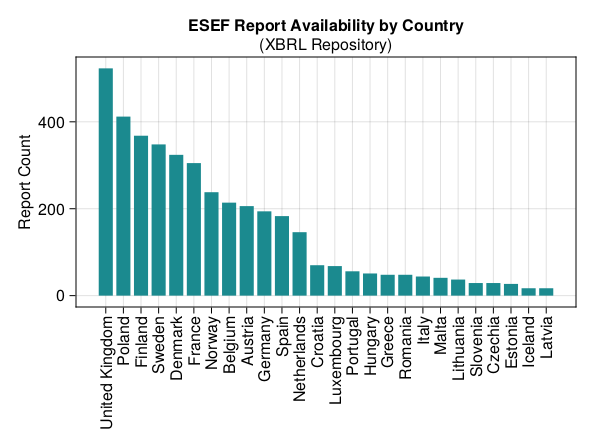 ESEF Report Availability by Country
(XBRL Repository)
Report Count
400
200
0
United Kingdom
Poland
Finland
Sweden
Denmark
France
Norway
Belgium
Austria
Germany
Spain
Netherlands
Croatia
Luxembourg
Portugal
Hungary
Greece
Romania
Italy
Malta
Lithuania
Slovenia
Czechia
Estonia
Iceland
Latvia